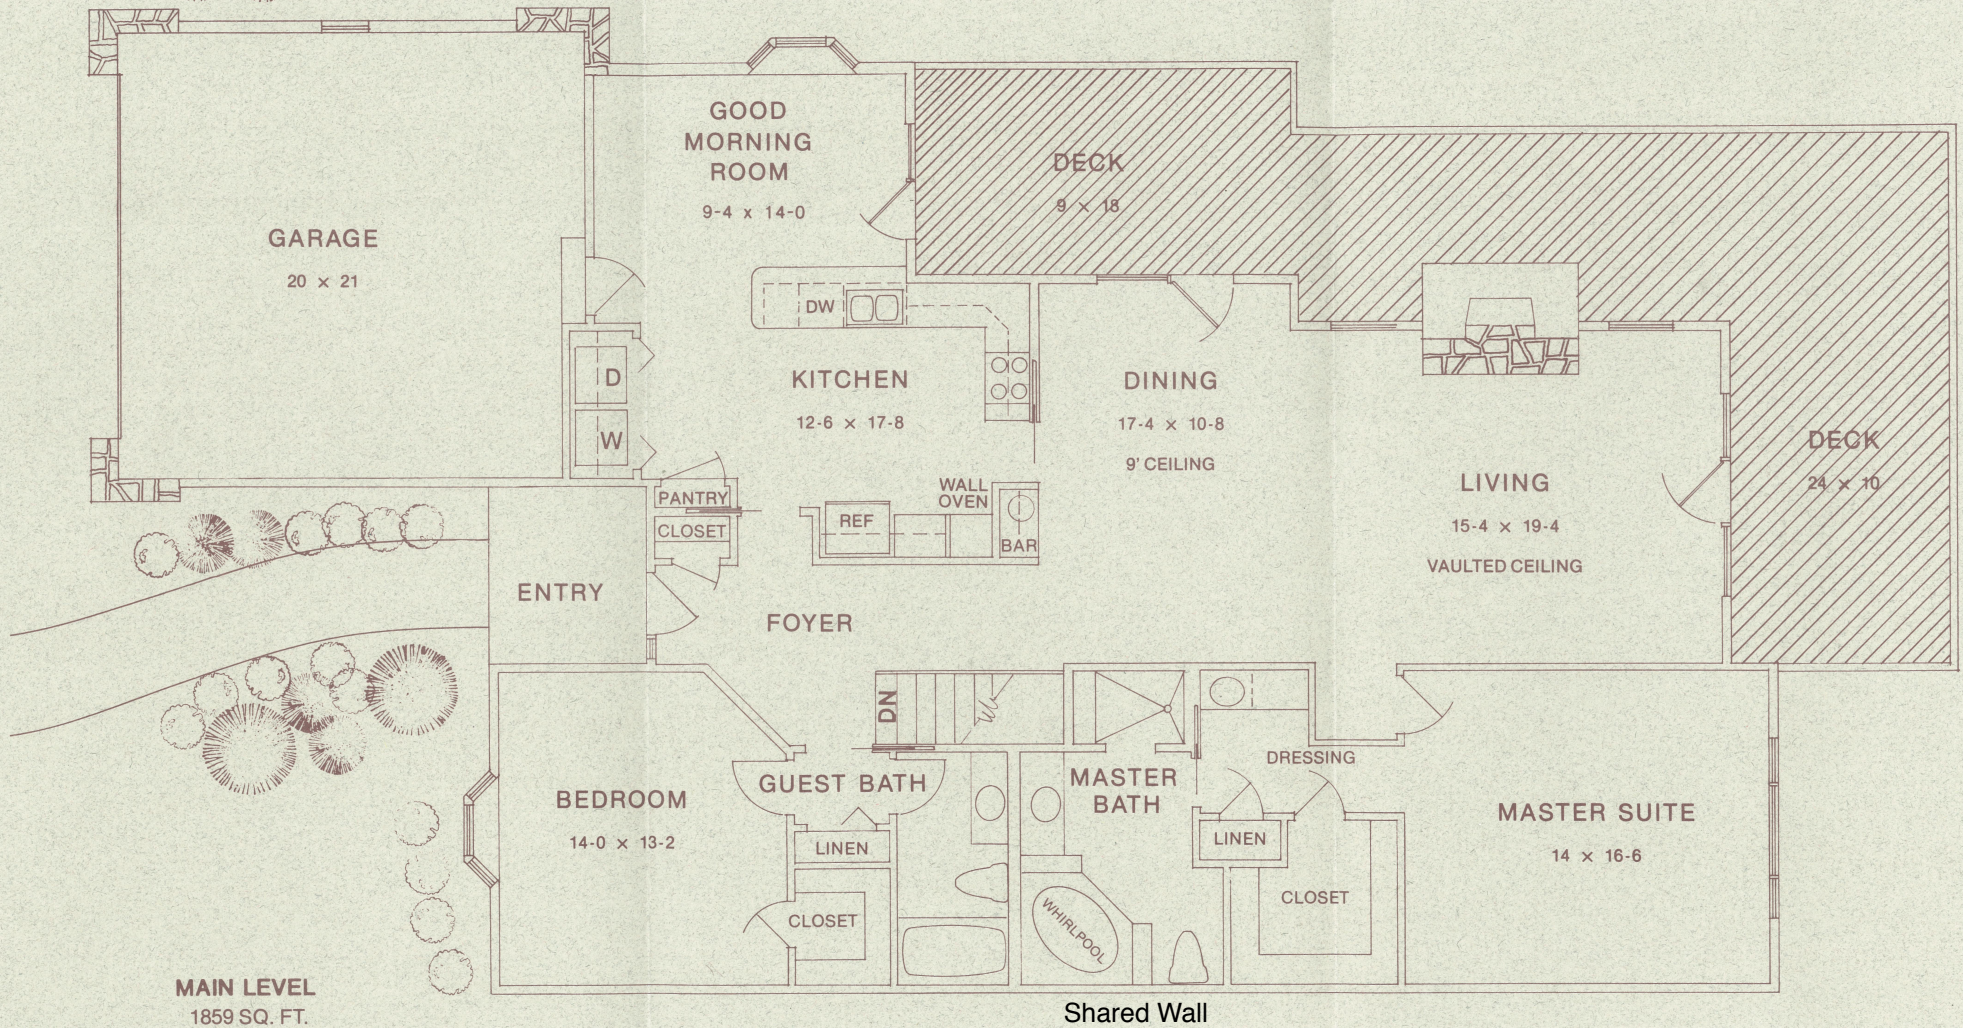 GOOD
MORNING
ROOM
9-4 x 14-0
DECK
9 × 18
GARAGE
20 × 21
DW
D
W
KITCHEN
12-6 × 17-8
DINING
17-4 × 10-8
9' CEILING
DECK
24 × 10
LIVING
15-4 × 19-4
VAULTED CEILING
PANTRY
CLOSET
REF
WALL
OVEN
BAR
ENTRY
FOYER
DN
DRESSING
GUEST BATH
MASTER
BATH
BEDROOM
14-0 × 13-2
LINEN
LINEN
MASTER SUITE
14 × 16-6
CLOSET
WHIRLPOOL
CLOSET
MAIN LEVEL
1859 SQ. FT.
Shared Wall